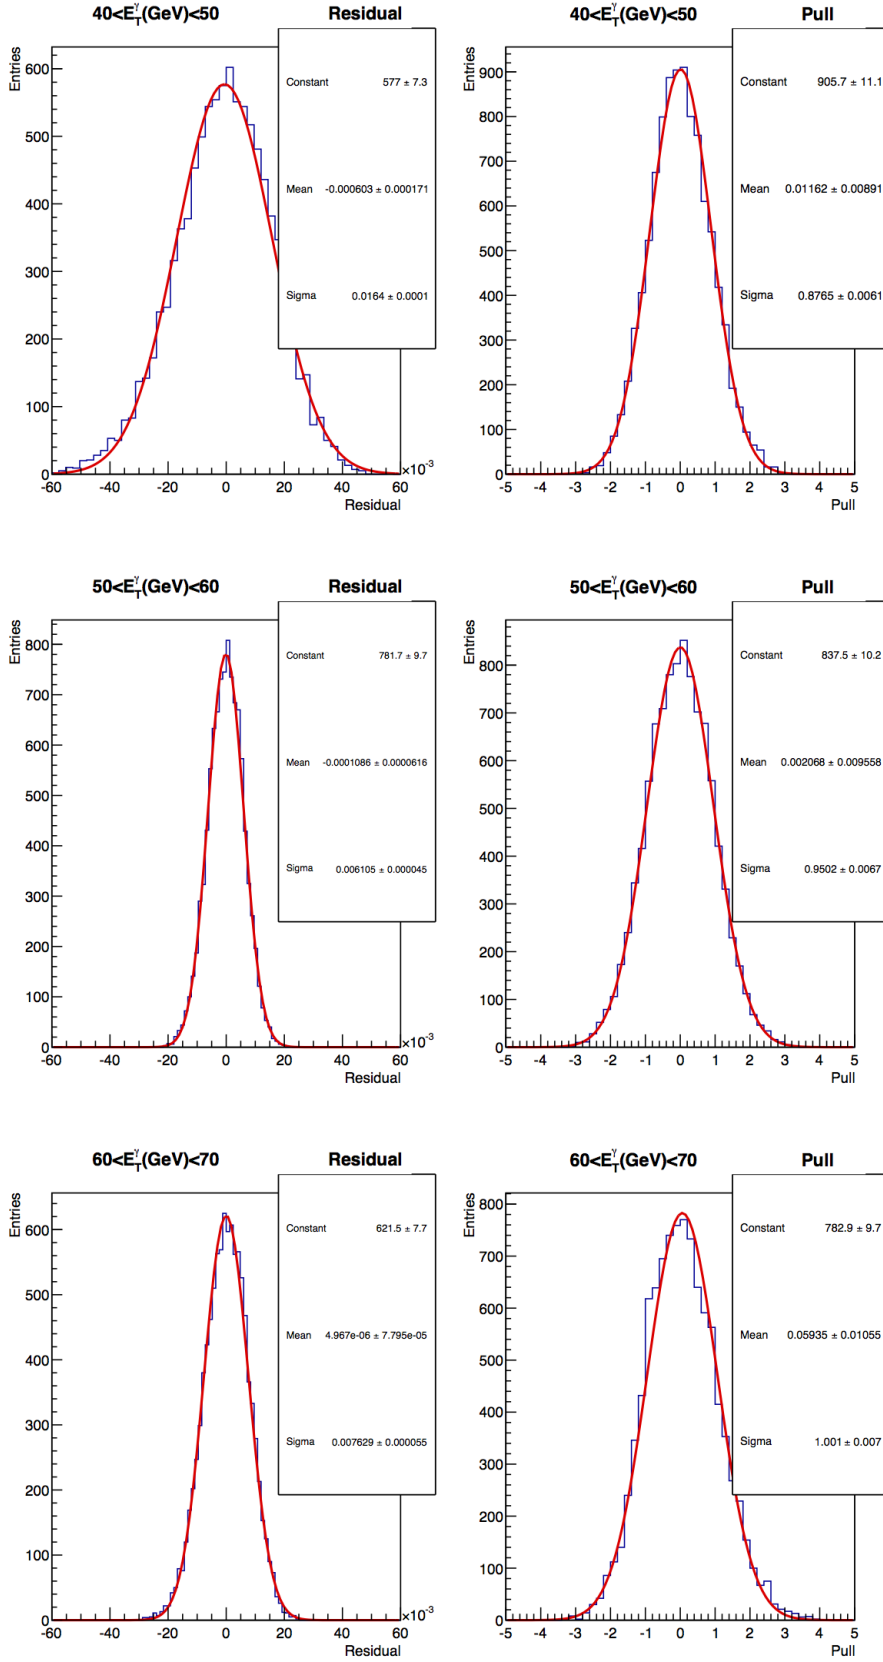 40<E_T^γ(GeV)<50 Residual
Entries
600
500
400
300
200
100
0
Constant 577 ± 7.3
Mean -0.000603 ± 0.000171
Sigma 0.0164 ± 0.0001
-60 -40 -20 0 20 40 60 ×10^-3
Residual
40<E_T^γ(GeV)<50 Pull
Entries
900
800
700
600
500
400
300
200
100
0
Constant 905.7 ± 11.1
Mean 0.01162 ± 0.00891
Sigma 0.8765 ± 0.0061
-5 -4 -3 -2 -1 0 1 2 3 4 5
Pull
50<E_T^γ(GeV)<60 Residual
Entries
800
700
600
500
400
300
200
100
0
Constant 781.7 ± 9.7
Mean -0.0001086 ± 0.0000616
Sigma 0.006105 ± 0.000045
-60 -40 -20 0 20 40 60 ×10^-3
Residual
50<E_T^γ(GeV)<60 Pull
Entries
800
700
600
500
400
300
200
100
0
Constant 837.5 ± 10.2
Mean 0.002068 ± 0.009558
Sigma 0.9502 ± 0.0067
-5 -4 -3 -2 -1 0 1 2 3 4 5
Pull
60<E_T^γ(GeV)<70 Residual
Entries
600
500
400
300
200
100
0
Constant 621.5 ± 7.7
Mean 4.967e-06 ± 7.795e-05
Sigma 0.007629 ± 0.000055
-60 -40 -20 0 20 40 60 ×10^-3
Residual
60<E_T^γ(GeV)<70 Pull
Entries
800
700
600
500
400
300
200
100
0
Constant 782.9 ± 9.7
Mean 0.05935 ± 0.01055
Sigma 1.001 ± 0.007
-5 -4 -3 -2 -1 0 1 2 3 4 5
Pull